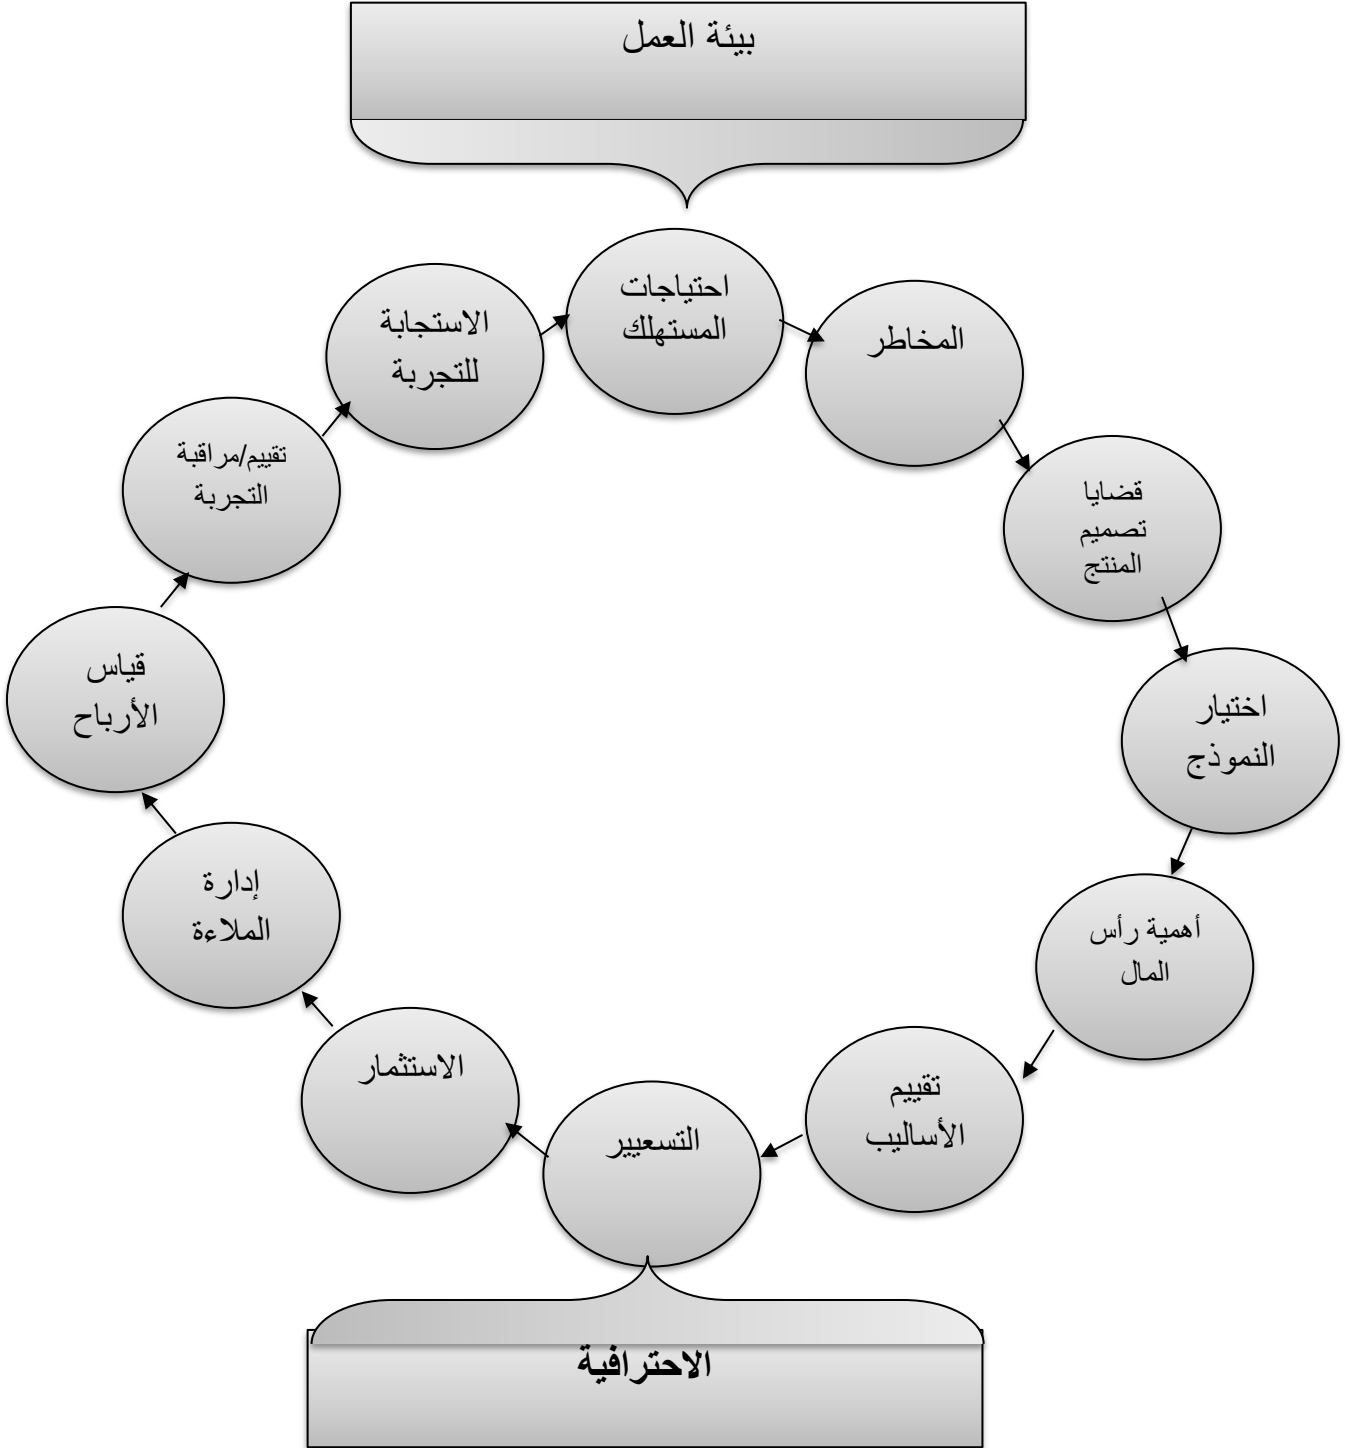 بيئة العمل
احتياجات
المستهلك
المخاطر
قضايا
تصميم
المنتج
اختيار
النموذج
أهمية رأس
المال
تقييم
الأساليب
التسعيير
الاستثمار
إدارة
الملاءة
قياس
الأرباح
تقييم/مراقبة
التجربة
الاستجابة
للتجربة
الاحترافية